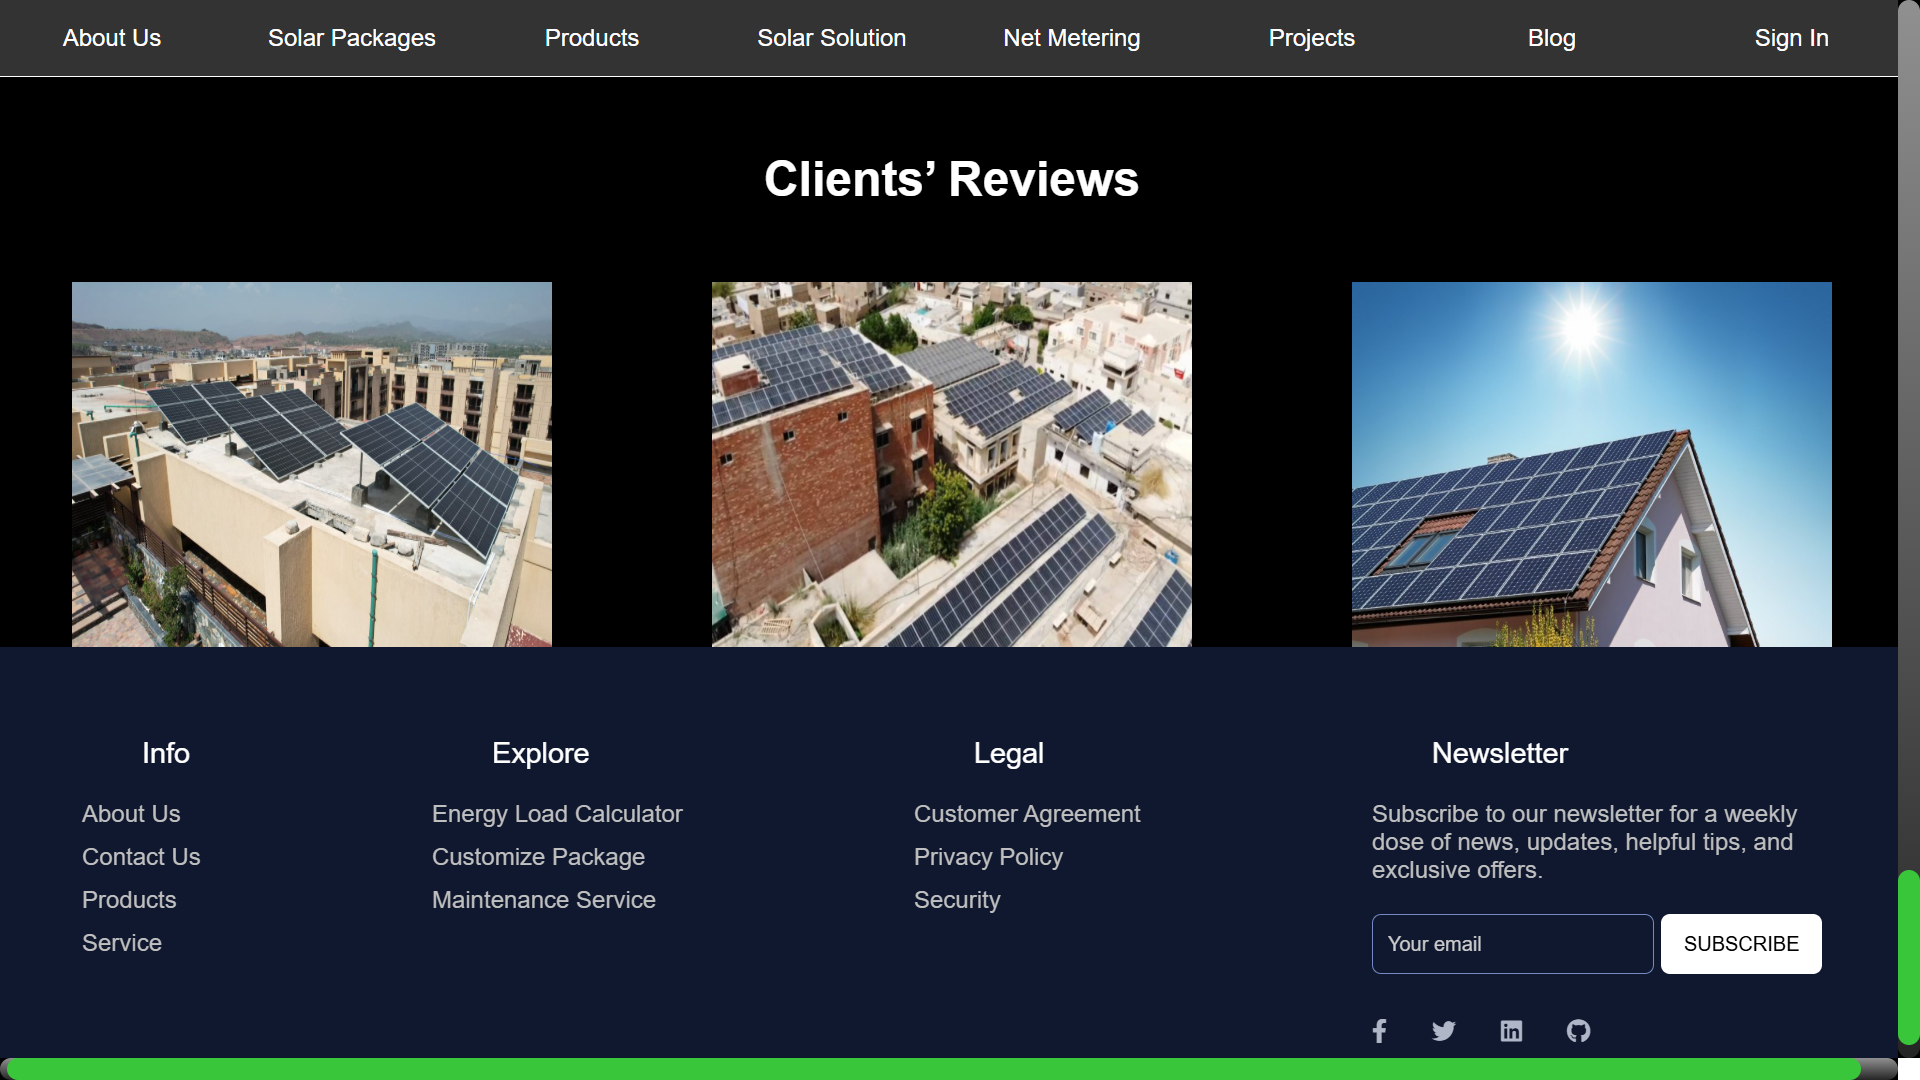 About Us Solar Packages Products Solar Solution Net Metering Projects Blog Sign In
Clients’ Reviews
Info
About Us
Contact Us
Products
Service
Explore
Energy Load Calculator
Customize Package
Maintenance Service
Legal
Customer Agreement
Privacy Policy
Security
Newsletter
Subscribe to our newsletter for a weekly
dose of news, updates, helpful tips, and
exclusive offers.
Your email SUBSCRIBE